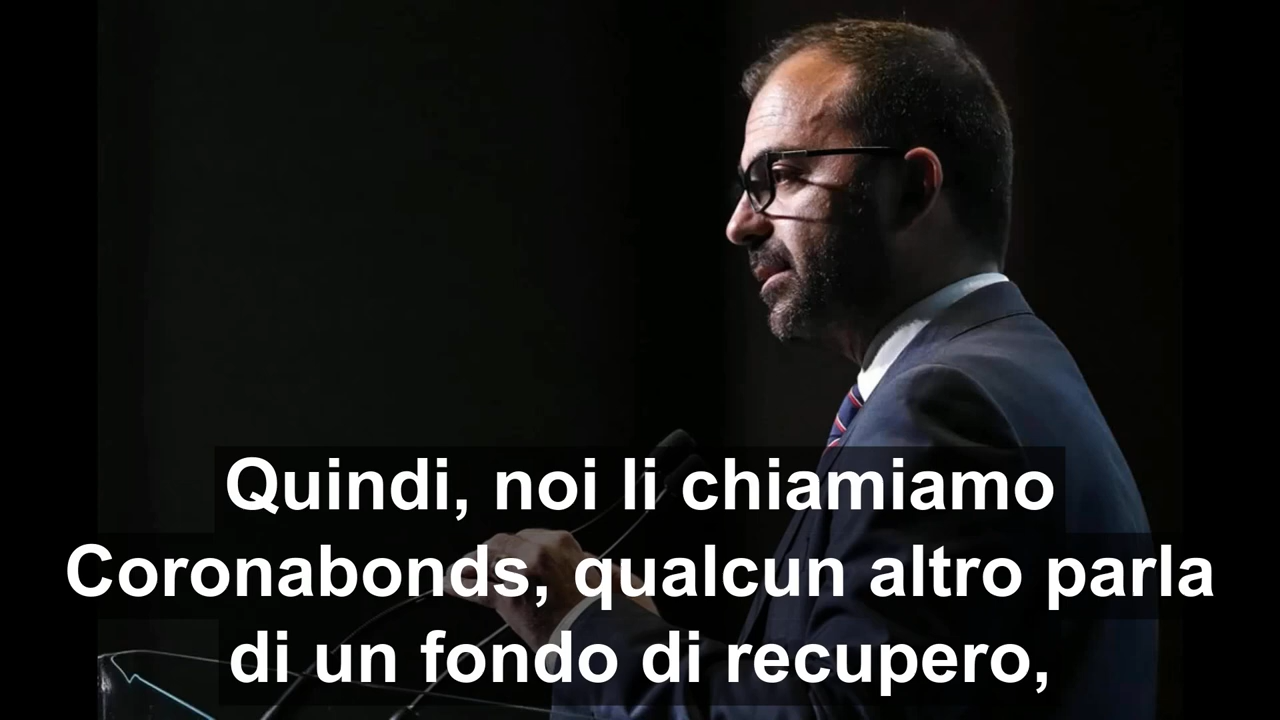 Quindi, noi li chiamiamo
Coronabonds, qualcun altro parla
di un fondo di recupero,